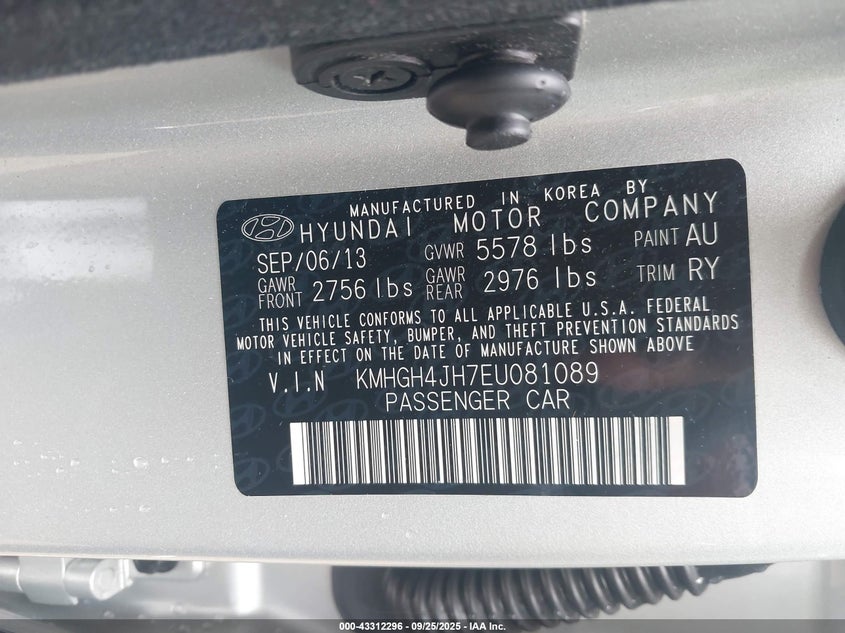 MANUFACTURED IN KOREA BY
HYUNDAI MOTOR COMPANY
SEP/06/13 GVWR 5578 lbs PAINT AU
GAWR FRONT 2756 lbs GAWR REAR 2976 lbs TRIM RY
THIS VEHICLE CONFORMS TO ALL APPLICABLE U.S.A. FEDERAL
MOTOR VEHICLE SAFETY, BUMPER, AND THEFT PREVENTION STANDARDS
IN EFFECT ON THE DATE OF MANUFACTURE SHOWN ABOVE
V.I.N KMHGH4JH7EU081089
PASSENGER CAR
000-43312296 - 09/25/2025 - IAA Inc.